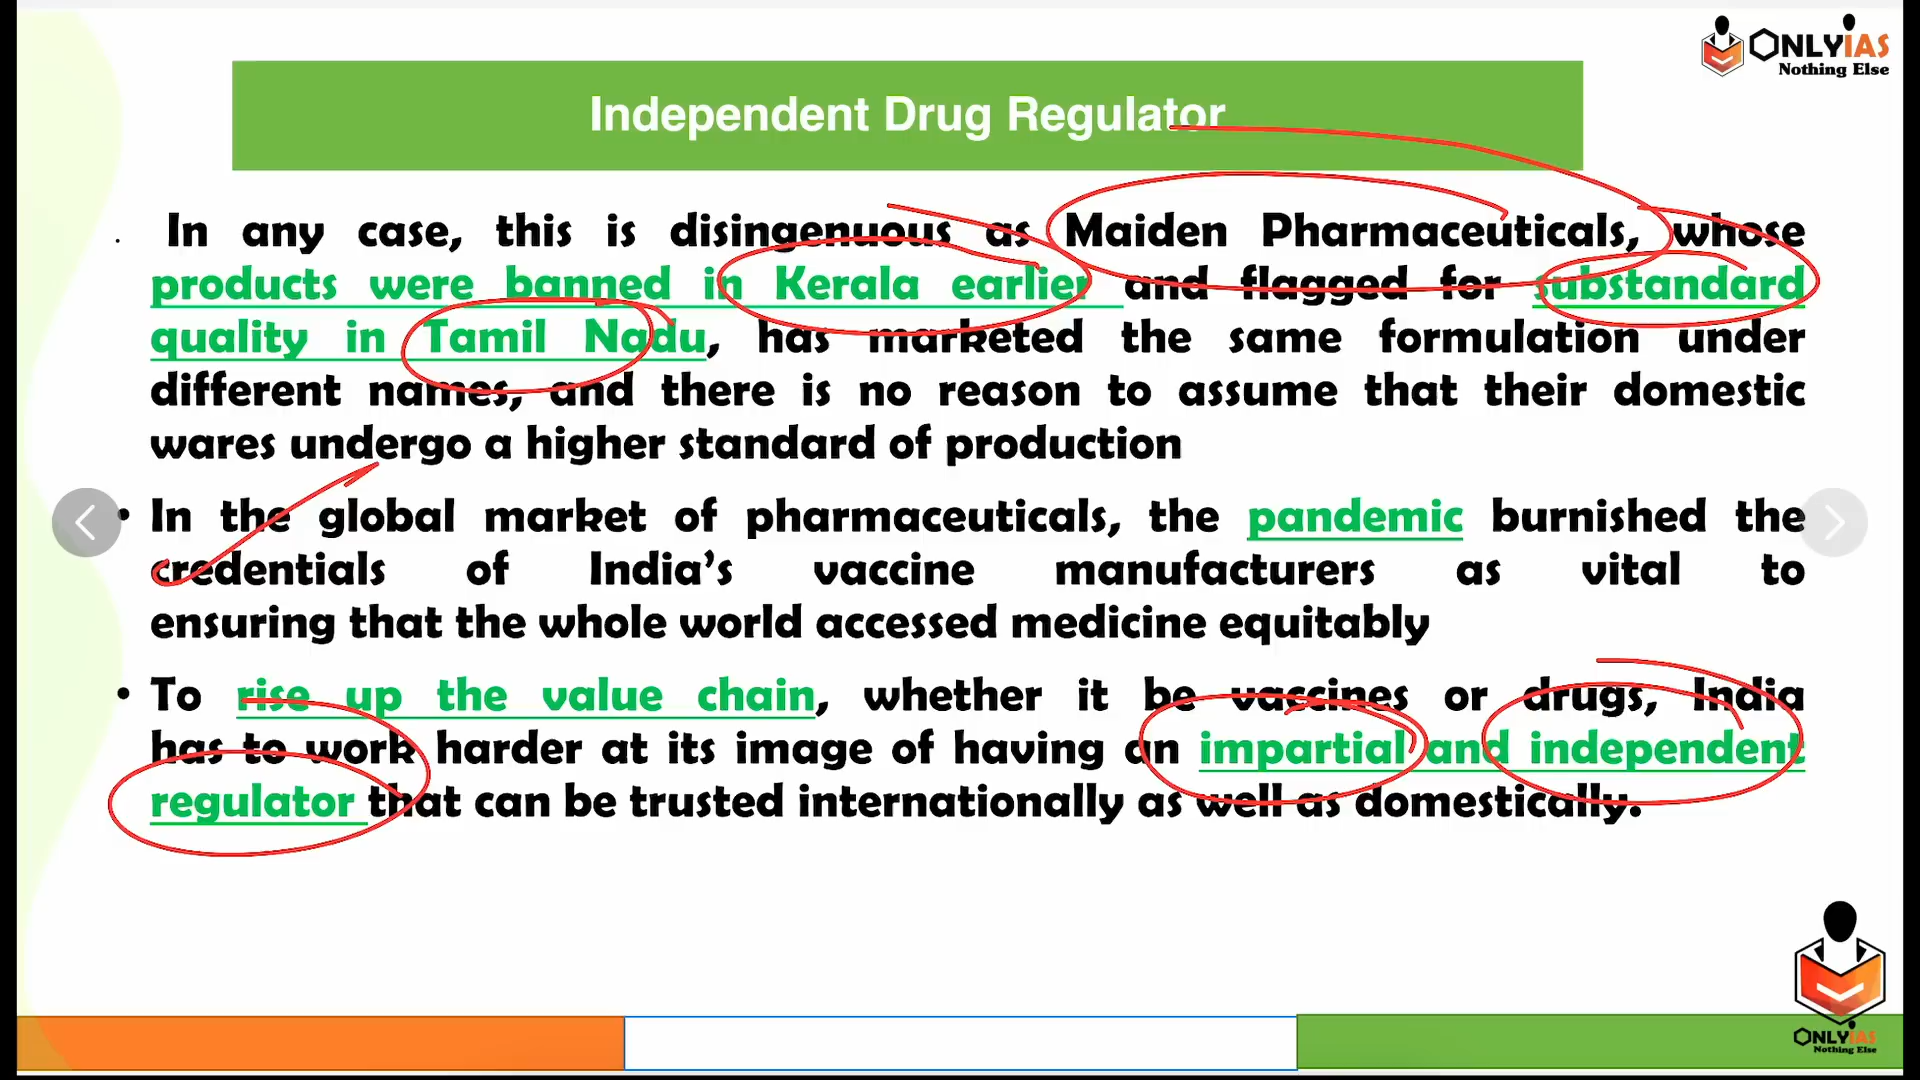 ONLYIAS
Nothing Else
Independent Drug Regulator
. In any case, this is disingenuous as Maiden Pharmaceuticals, whose
products were banned in Kerala earlier and flagged for substandard
quality in Tamil Nadu, has marketed the same formulation under
different names, and there is no reason to assume that their domestic
wares undergo a higher standard of production
• In the global market of pharmaceuticals, the pandemic burnished the
credentials of India’s vaccine manufacturers as vital to
ensuring that the whole world accessed medicine equitably
• To rise up the value chain, whether it be vaccines or drugs, India
has to work harder at its image of having an impartial and independent
regulator that can be trusted internationally as well as domestically.
ONLYIAS
Nothing Else